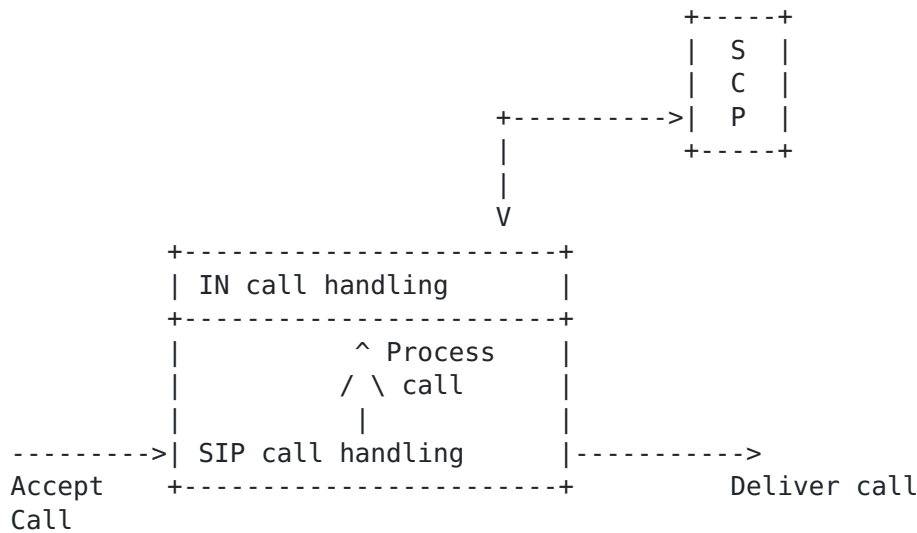 S
C
P
V
IN call handling
^ Process
/ \ call
SIP call handling
Accept
Call
Deliver call